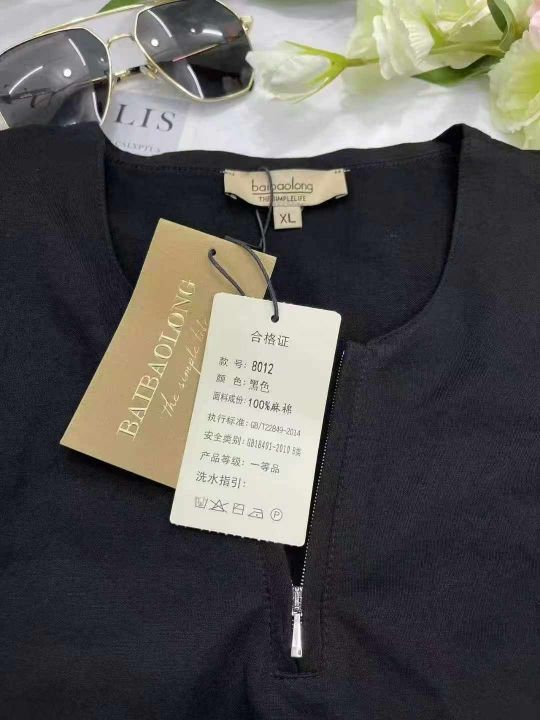 LIS
CALYPTUS
baibaolong
THE SIMPLELIFE
XL
BAIBAOLONG
the simple life
合格证
款 号: 8012
颜 色: 黑色
面料成份: 100%麻棉
执行标准: GB/T22849-2014
安全类别: GB18401-2010 B类
产品等级: 一等品
洗水指引:
P